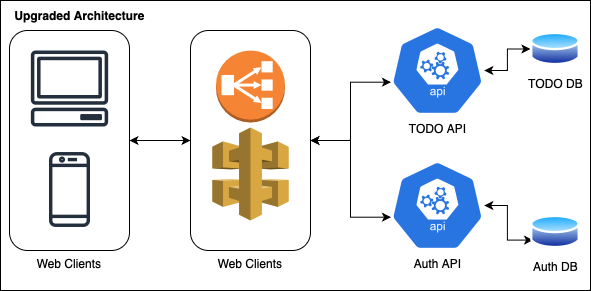 Upgraded Architecture
api
TODO API
TODO DB
api
Web Clients
Web Clients
Auth API
Auth DB